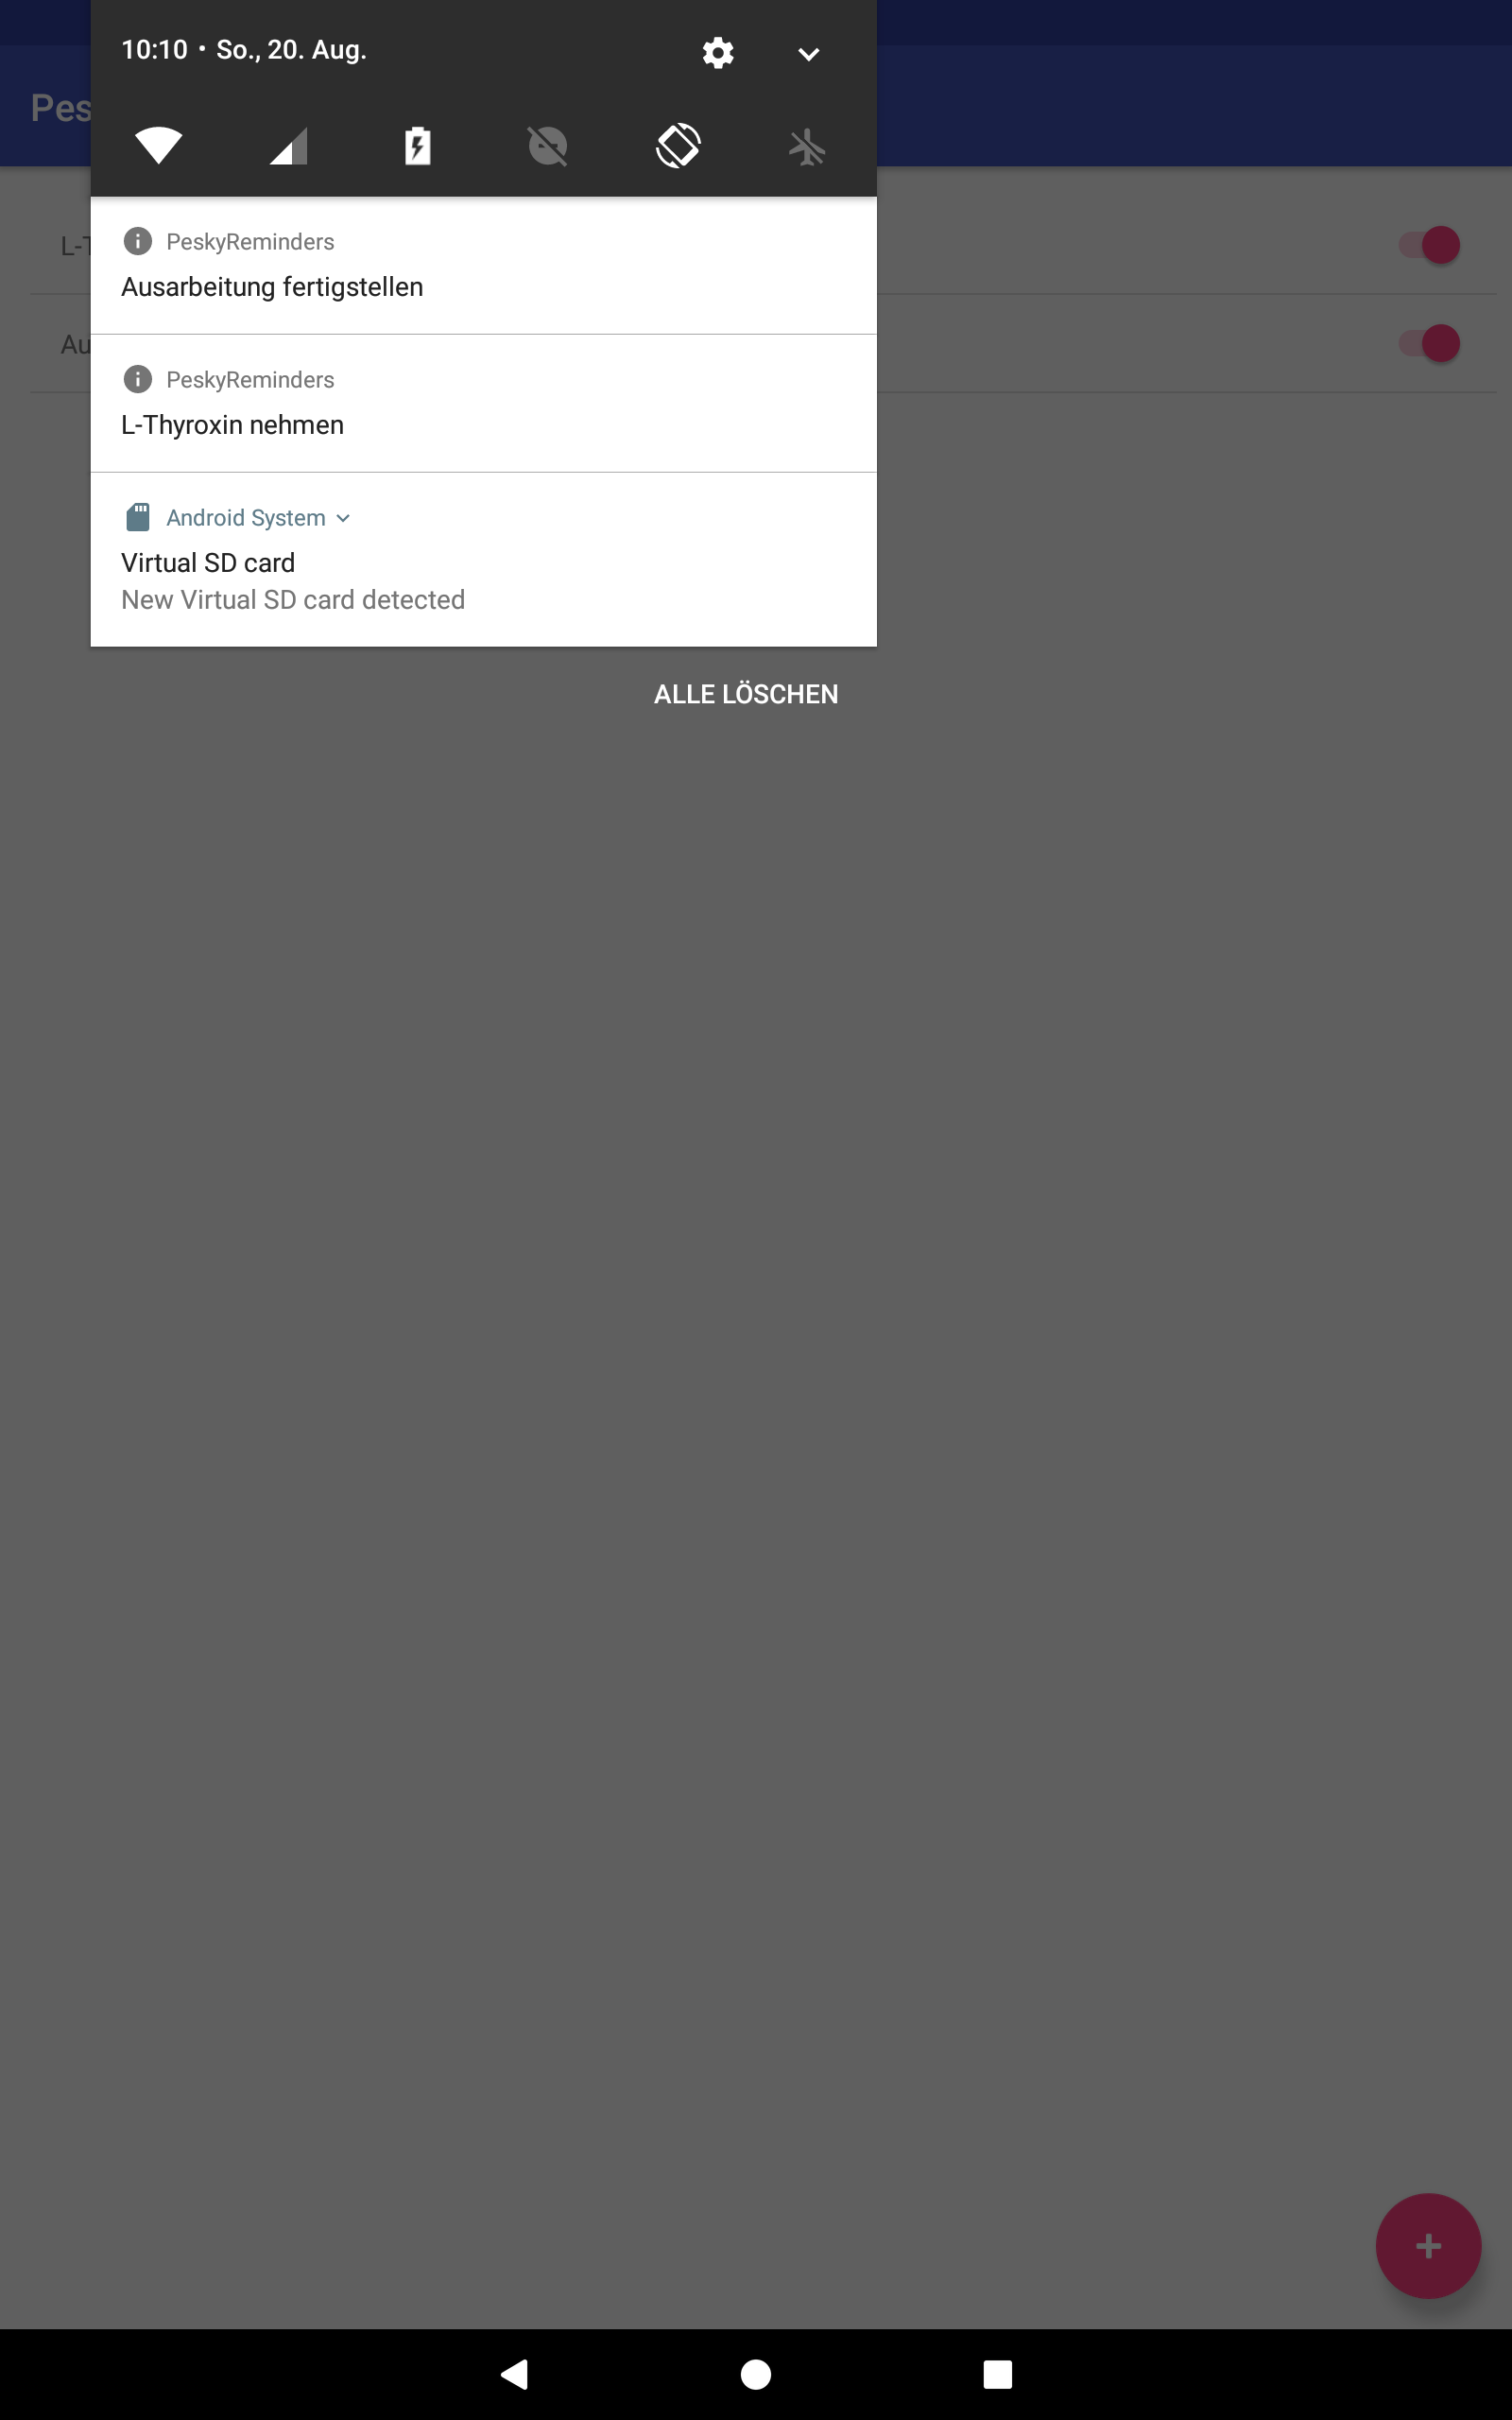 10:10 • So., 20. Aug.
Pes
PeskyReminders
Ausarbeitung fertigstellen
L-T
Au
PeskyReminders
L-Thyroxin nehmen
Android System
Virtual SD card
New Virtual SD card detected
ALLE LÖSCHEN